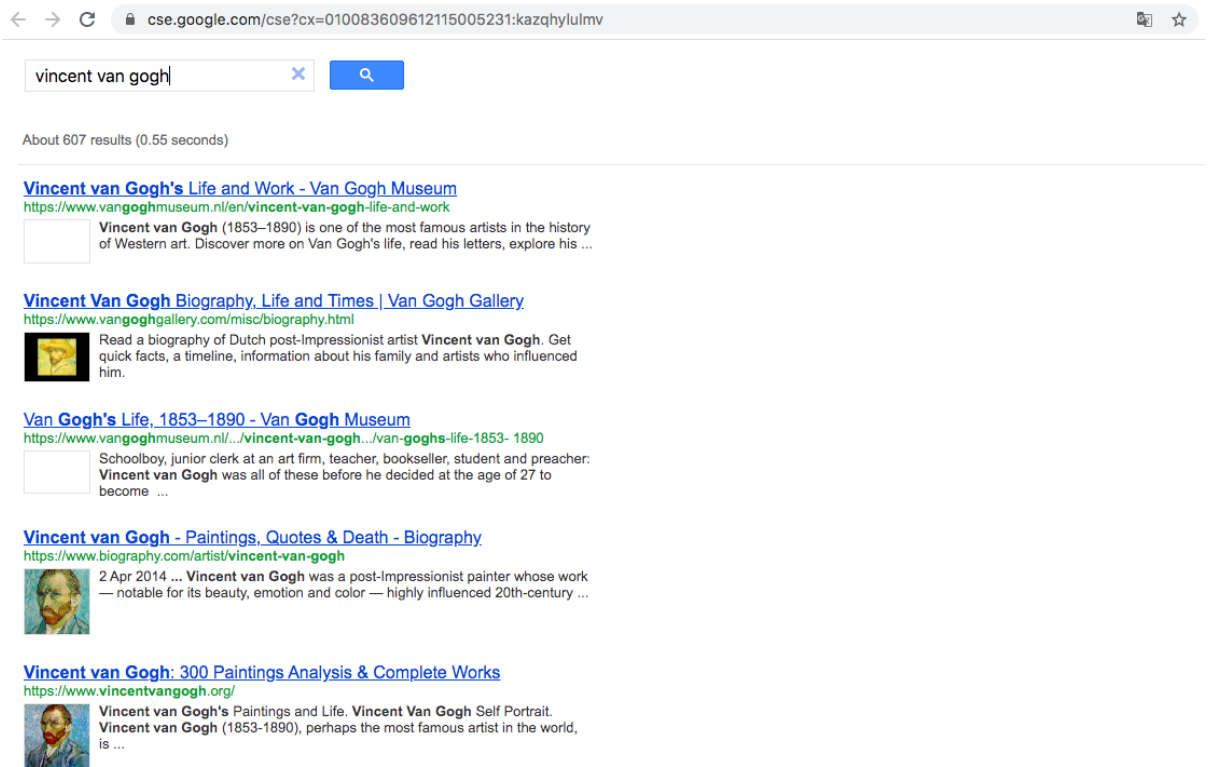 cse.google.com/cse?cx=010083609612115005231:kazqhylulmv
vincent van gogh
About 607 results (0.55 seconds)
Vincent van Gogh's Life and Work - Van Gogh Museum
https://www.vangoghmuseum.nl/en/vincent-van-gogh-life-and-work
Vincent van Gogh (1853–1890) is one of the most famous artists in the history
of Western art. Discover more on Van Gogh's life, read his letters, explore his ...
Vincent Van Gogh Biography, Life and Times | Van Gogh Gallery
https://www.vangoghgallery.com/misc/biography.html
Read a biography of Dutch post-Impressionist artist Vincent van Gogh. Get
quick facts, a timeline, information about his family and artists who influenced
him.
Van Gogh's Life, 1853–1890 - Van Gogh Museum
https://www.vangoghmuseum.nl/.../vincent-van-gogh.../van-goghs-life-1853- 1890
Schoolboy, junior clerk at an art firm, teacher, bookseller, student and preacher:
Vincent van Gogh was all of these before he decided at the age of 27 to
become ...
Vincent van Gogh - Paintings, Quotes & Death - Biography
https://www.biography.com/artist/vincent-van-gogh
2 Apr 2014 ... Vincent van Gogh was a post-Impressionist painter whose work
— notable for its beauty, emotion and color — highly influenced 20th-century ...
Vincent van Gogh: 300 Paintings Analysis & Complete Works
https://www.vincentvangogh.org/
Vincent van Gogh's Paintings and Life. Vincent Van Gogh Self Portrait.
Vincent van Gogh (1853-1890), perhaps the most famous artist in the world,
is ...